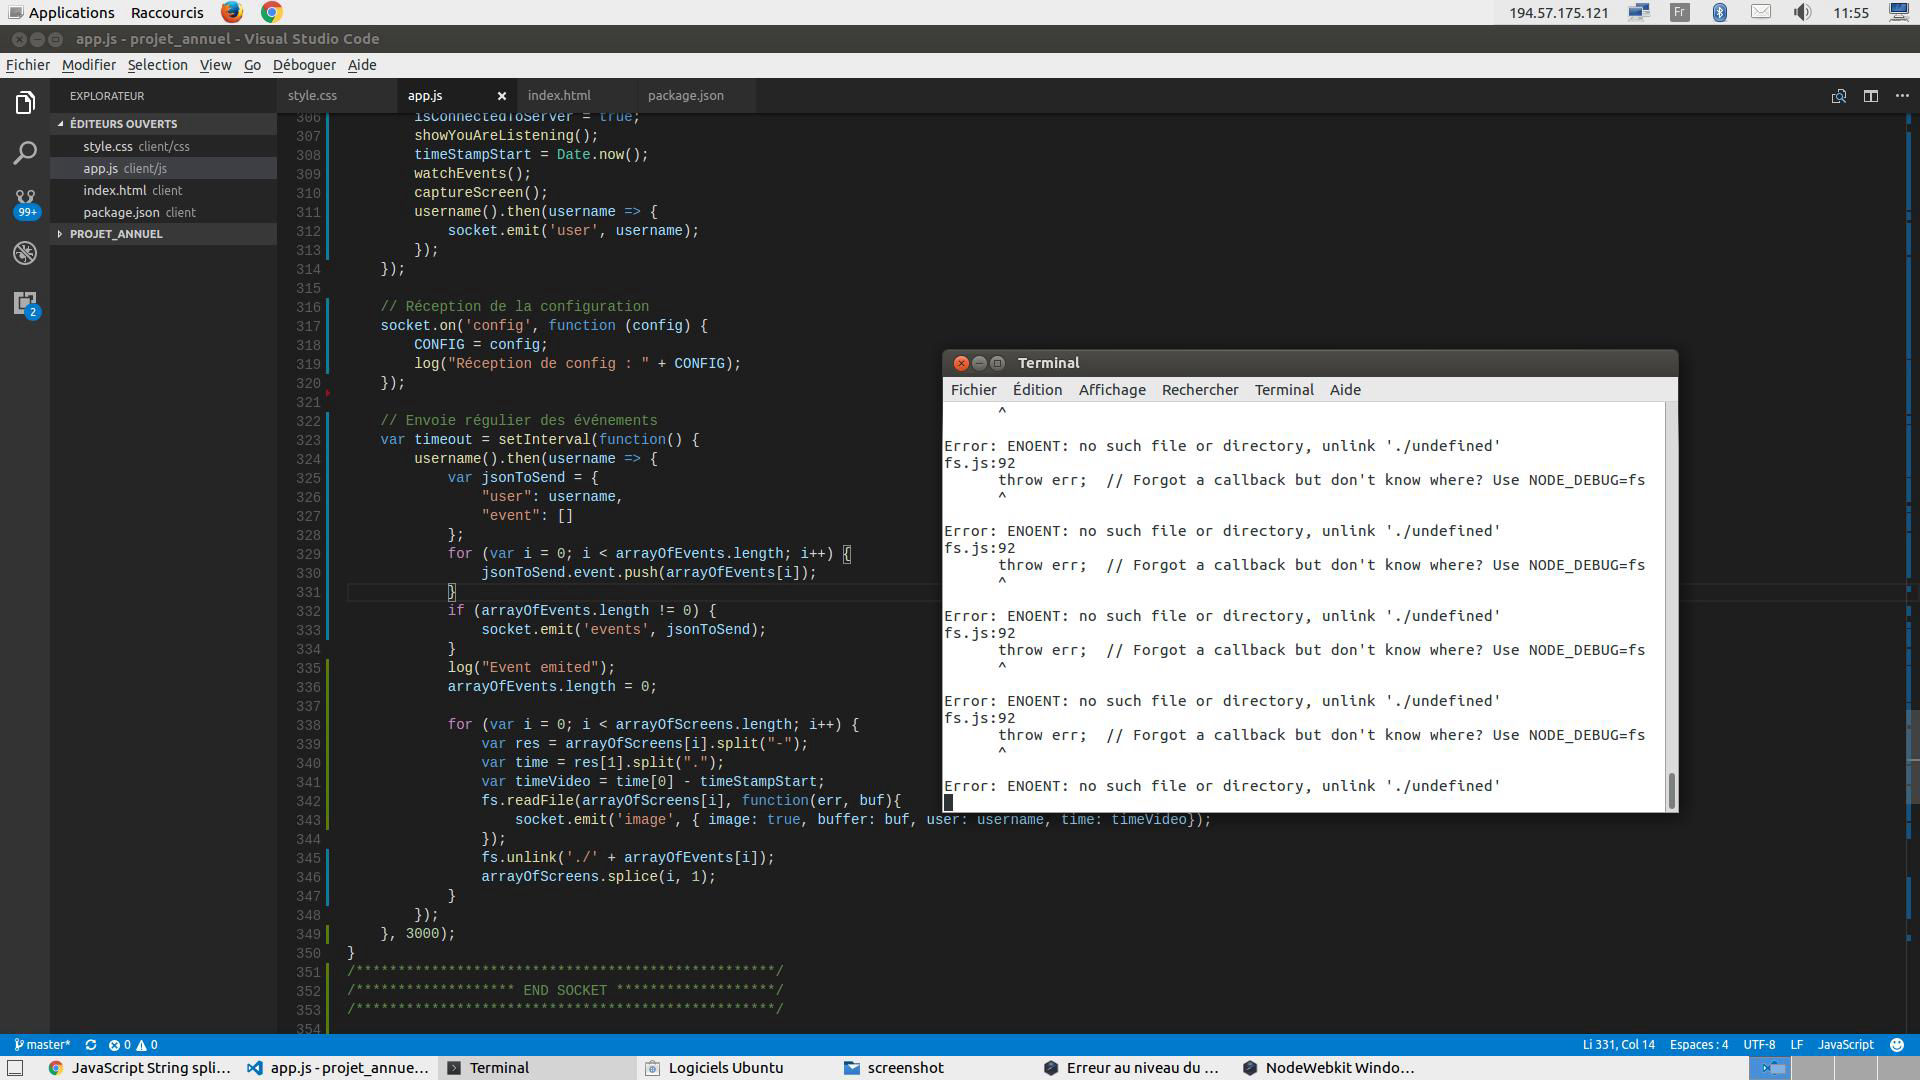 Applications Raccourcis 194.57.175.121 Fr 11:55
app.js - projet_annuel - Visual Studio Code
Fichier Modifier Selection View Go Déboguer Aide
EXPLORATEUR
ÉDITEURS OUVERTS
style.css client/css
app.js client/js
index.html client
package.json client
PROJET_ANNUEL
99+
2
style.css app.js index.html package.json
306 isConnectedToServer = true;
307 showYouAreListening();
308 timeStampStart = Date.now();
309 watchEvents();
310 captureScreen();
311 username().then(username => {
312 socket.emit('user', username);
313 });
314 });
315
316 // Réception de la configuration
317 socket.on('config', function (config) {
318 CONFIG = config;
319 log("Réception de config : " + CONFIG);
320 });
321
322 // Envoie régulier des événements
323 var timeout = setInterval(function() {
324 username().then(username => {
325 var jsonToSend = {
326 "user": username,
327 "event": []
328 };
329 for (var i = 0; i < arrayOfEvents.length; i++) {
330 jsonToSend.event.push(arrayOfEvents[i]);
331 }
332 if (arrayOfEvents.length != 0) {
333 socket.emit('events', jsonToSend);
334 }
335 log("Event emited");
336 arrayOfEvents.length = 0;
337
338 for (var i = 0; i < arrayOfScreens.length; i++) {
339 var res = arrayOfScreens[i].split("-");
340 var time = res[1].split(".");
341 var timeVideo = time[0] - timeStampStart;
342 fs.readFile(arrayOfScreens[i], function(err, buf){
343 socket.emit('image', { image: true, buffer: buf, user: username, time: timeVideo});
344 });
345 fs.unlink('./' + arrayOfEvents[i]);
346 arrayOfScreens.splice(i, 1);
347 }
348 });
349 }, 3000);
350 }
351 /**************************************************/
352 /******************* END SOCKET *******************/
353 /**************************************************/
354
Terminal
Fichier Édition Affichage Rechercher Terminal Aide
^
Error: ENOENT: no such file or directory, unlink './undefined'
fs.js:92
throw err;  // Forgot a callback but don't know where? Use NODE_DEBUG=fs
^
Error: ENOENT: no such file or directory, unlink './undefined'
fs.js:92
throw err;  // Forgot a callback but don't know where? Use NODE_DEBUG=fs
^
Error: ENOENT: no such file or directory, unlink './undefined'
fs.js:92
throw err;  // Forgot a callback but don't know where? Use NODE_DEBUG=fs
^
Error: ENOENT: no such file or directory, unlink './undefined'
fs.js:92
throw err;  // Forgot a callback but don't know where? Use NODE_DEBUG=fs
^
Error: ENOENT: no such file or directory, unlink './undefined'
master* 0 0 Li 331, Col 14 Espaces : 4 UTF-8 LF JavaScript
JavaScript String spli... app.js - projet_annue... Terminal Logiciels Ubuntu screenshot Erreur au niveau du ... NodeWebkit Windo...